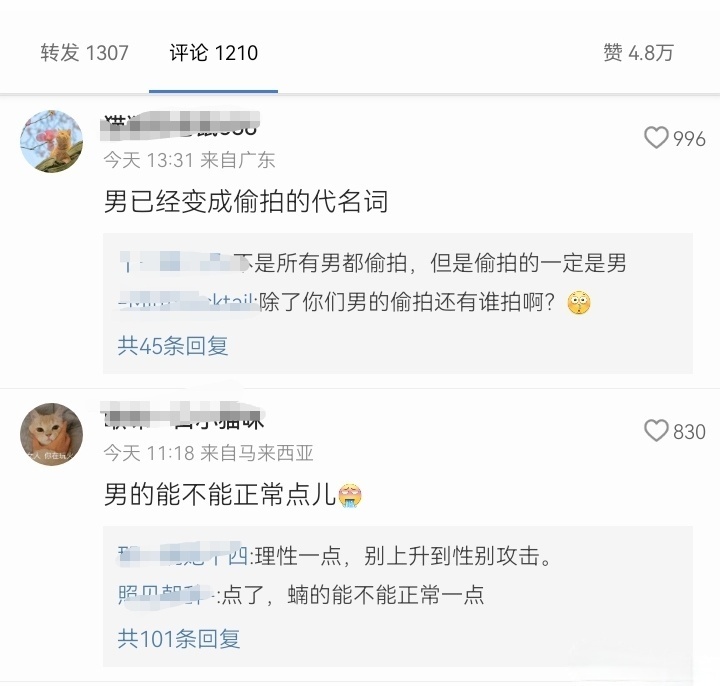 转发 1307
评论 1210
赞 4.8万
996
今天 13:31 来自广东
男已经变成偷拍的代名词
不是所有男都偷拍，但是偷拍的一定是男
:除了你们男的偷拍还有谁拍啊？
共45条回复
830
今天 11:18 来自马来西亚
男的能不能正常点儿
四:理性一点，别上升到性别攻击。
:点了，蝻的能不能正常一点
共101条回复